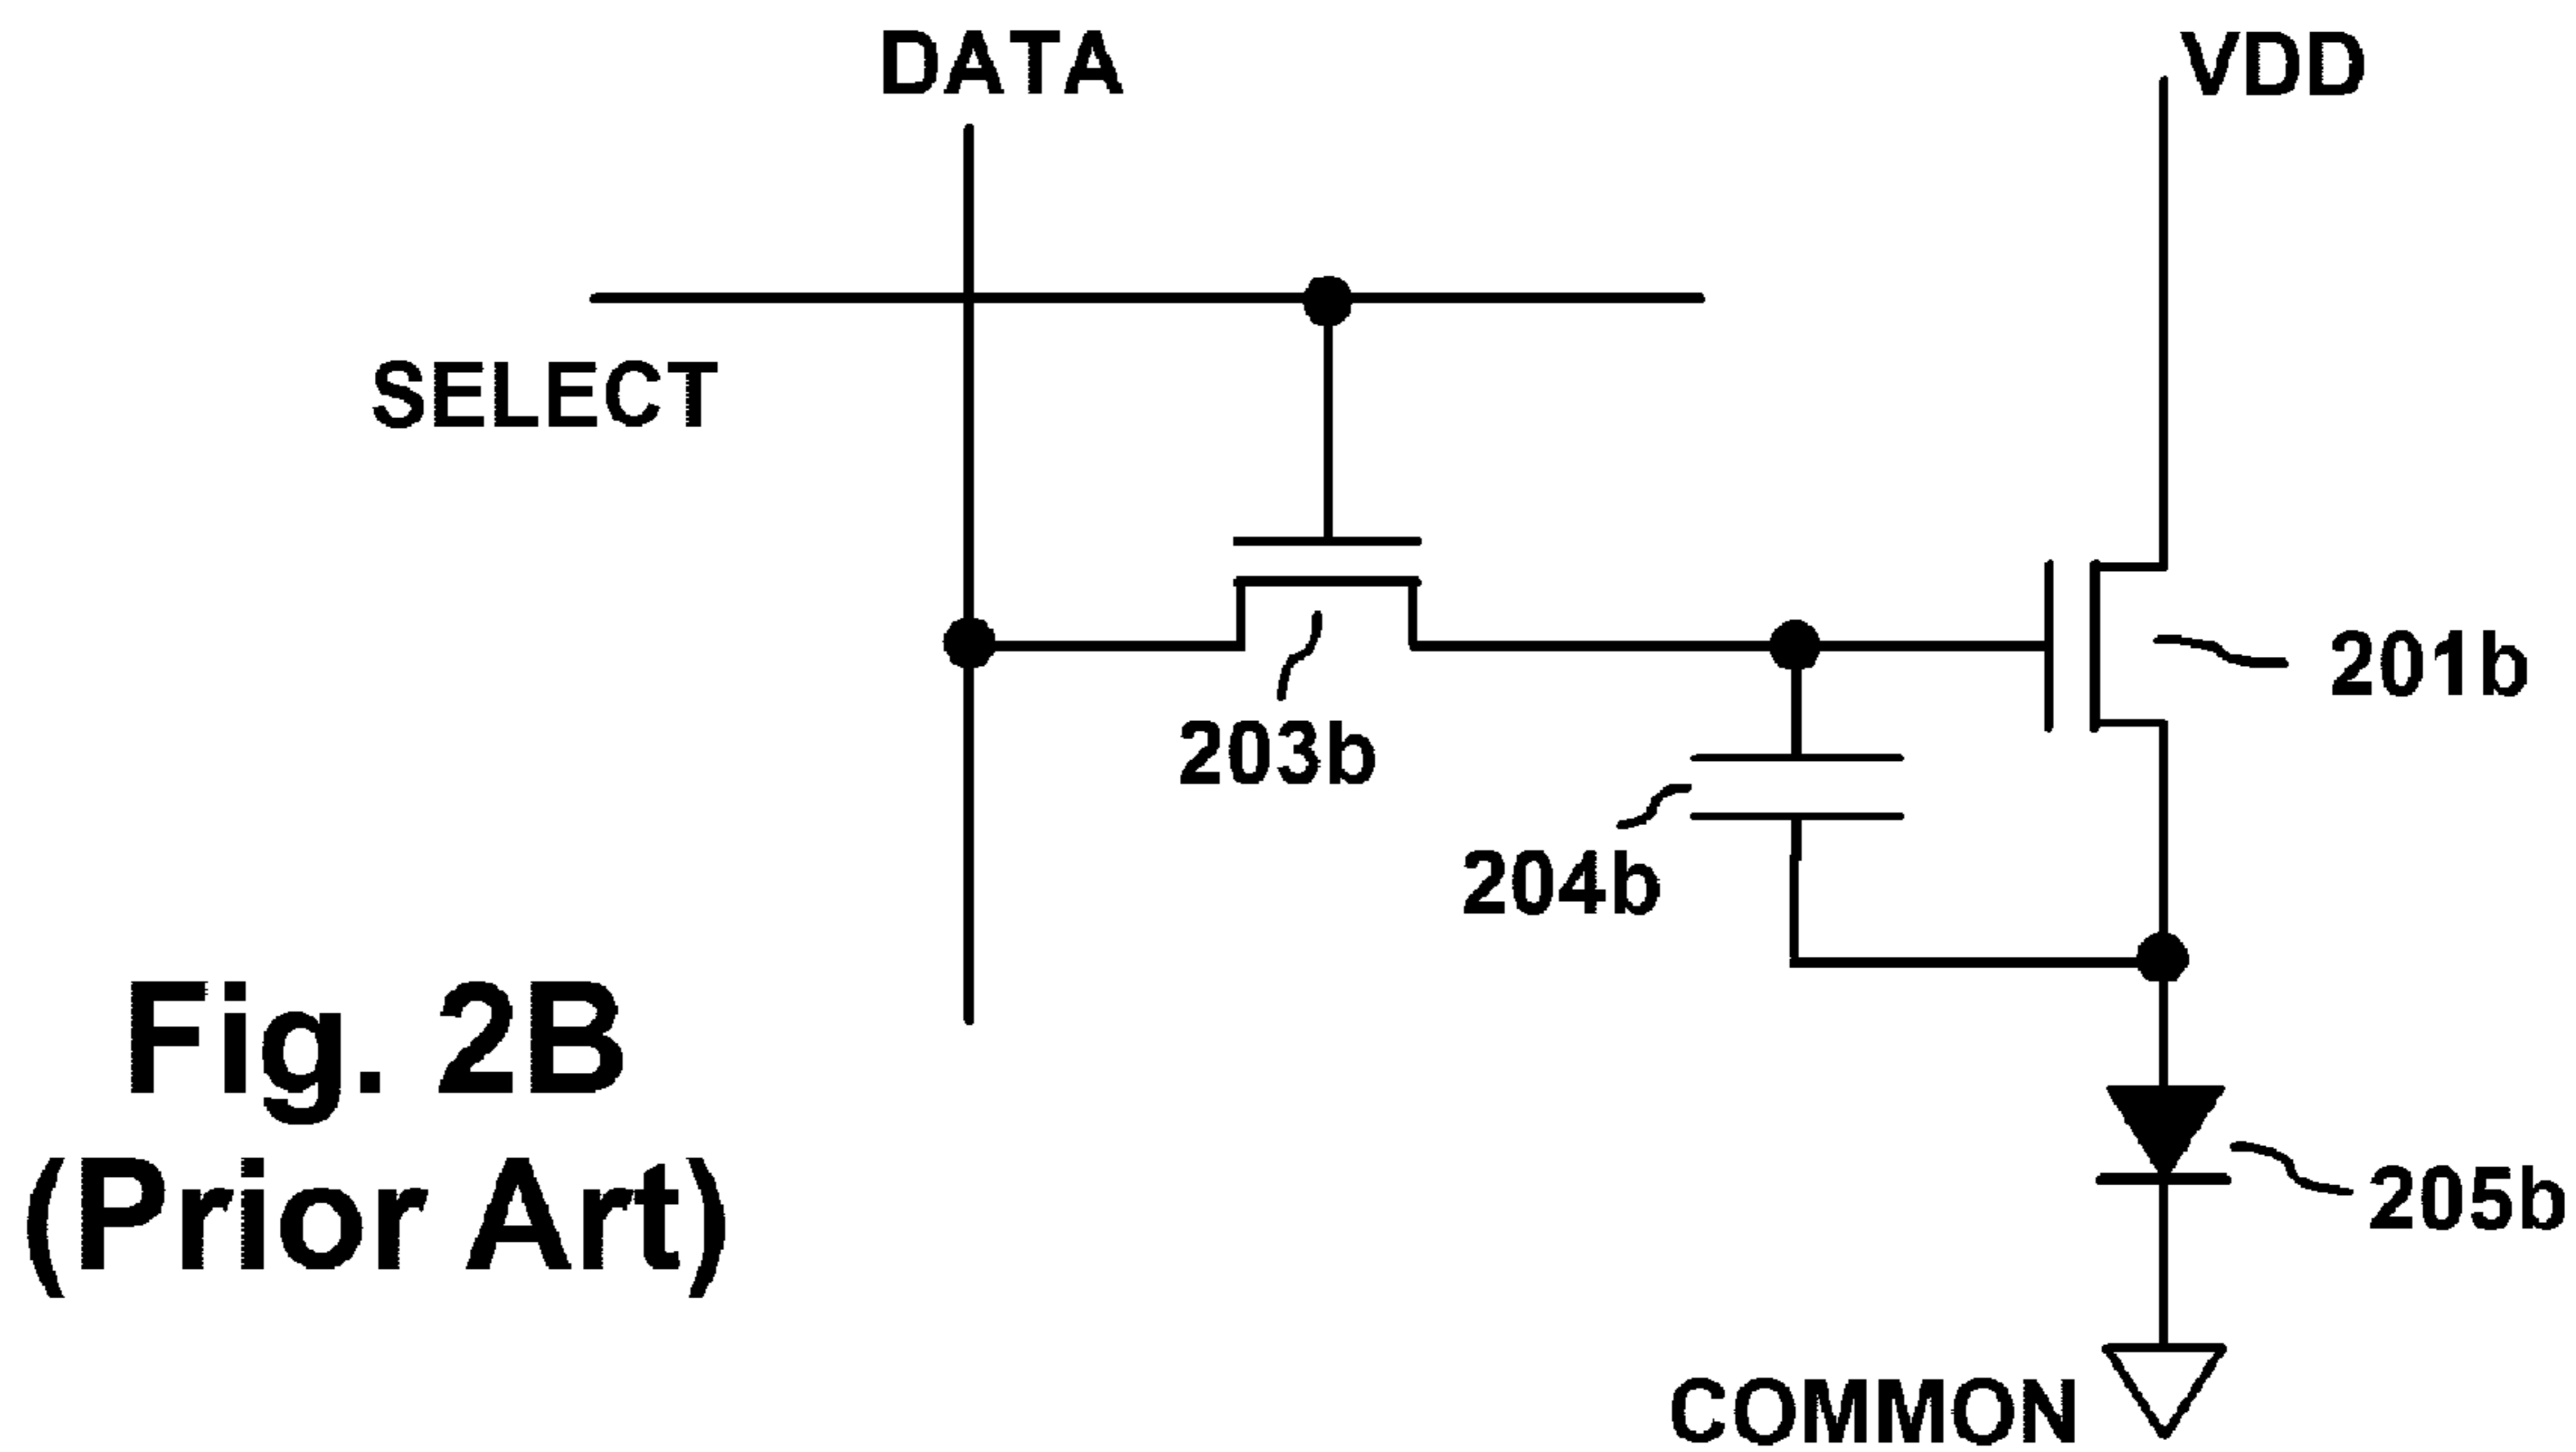 DATA
VDD
SELECT
201b
203b
204b
Fig. 2B
(Prior Art)
205b
COMMON